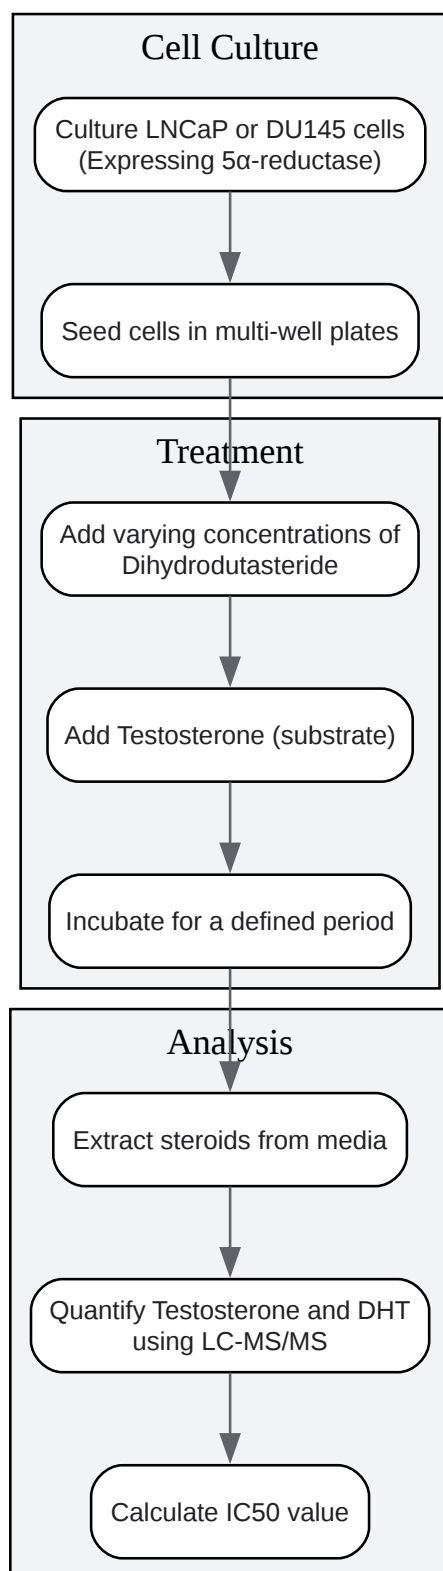 Cell Culture
Culture LNCaP or DU145 cells
(Expressing 5α-reductase)
Seed cells in multi-well plates
Treatment
Add varying concentrations of
Dihydrodutasteride
Add Testosterone (substrate)
Incubate for a defined period
Analysis
Extract steroids from media
Quantify Testosterone and DHT
using LC-MS/MS
Calculate IC50 value